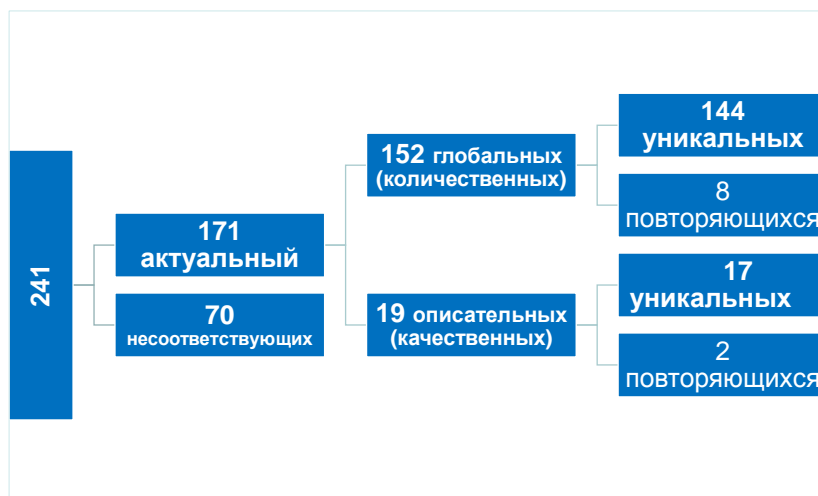 241
171
актуальный
70
несоответствующих
152 глобальных
(количественных)
19 описательных
(качественных)
144
уникальных
8
повторяющихся
17
уникальных
2
повторяющихся